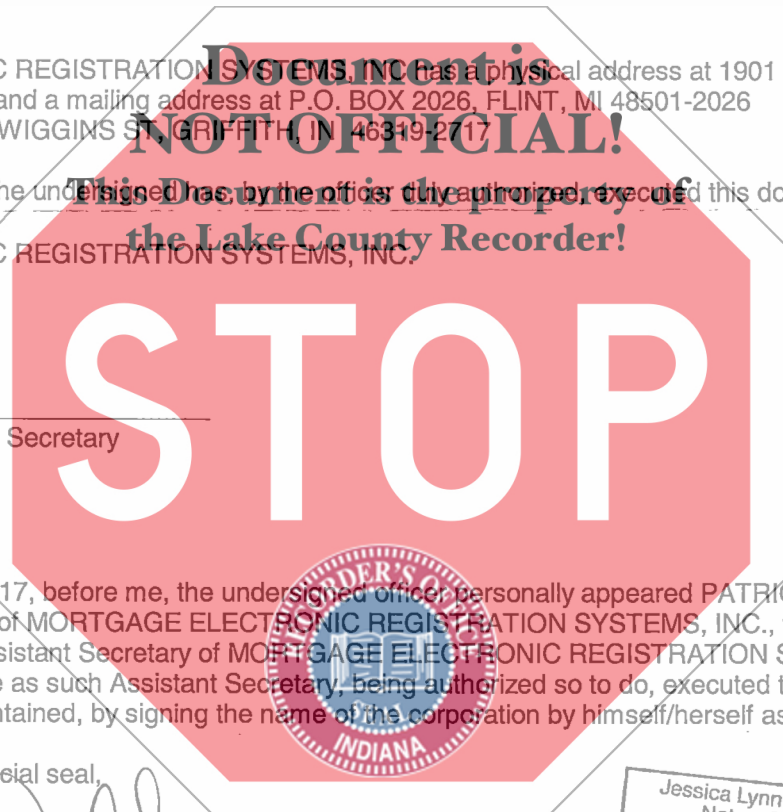 Document is
C REGISTRATION SYSTEMS, INC has a physical address at 1901
and a mailing address at P.O. BOX 2026, FLINT, MI 48501-2026
WIGGINS ST, GRIFFITH, IN 46319-2717
NOT OFFICIAL!
he undersigned has, by the officer duly authorized, executed this do
This Document is the property of
the Lake County Recorder!
C REGISTRATION SYSTEMS, INC.
STOP
Secretary
17, before me, the undersigned officer, personally appeared PATRIC
of MORTGAGE ELECTRONIC REGISTRATION SYSTEMS, INC.,
sistant Secretary of MORTGAGE ELECTRONIC REGISTRATION S
e as such Assistant Secretary, being authorized so to do, executed t
ntained, by signing the name of the corporation by himself/herself as
RECORDER'S OFFICE
SEAL
INDIANA
cial seal,
Jessica Lynn